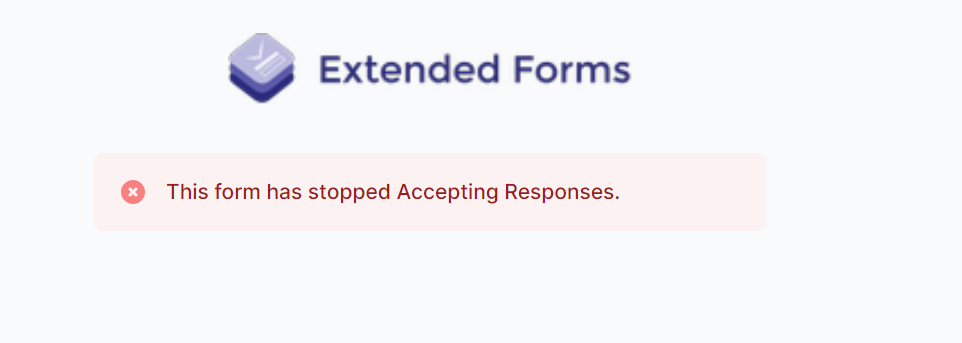 Extended Forms
This form has stopped Accepting Responses.